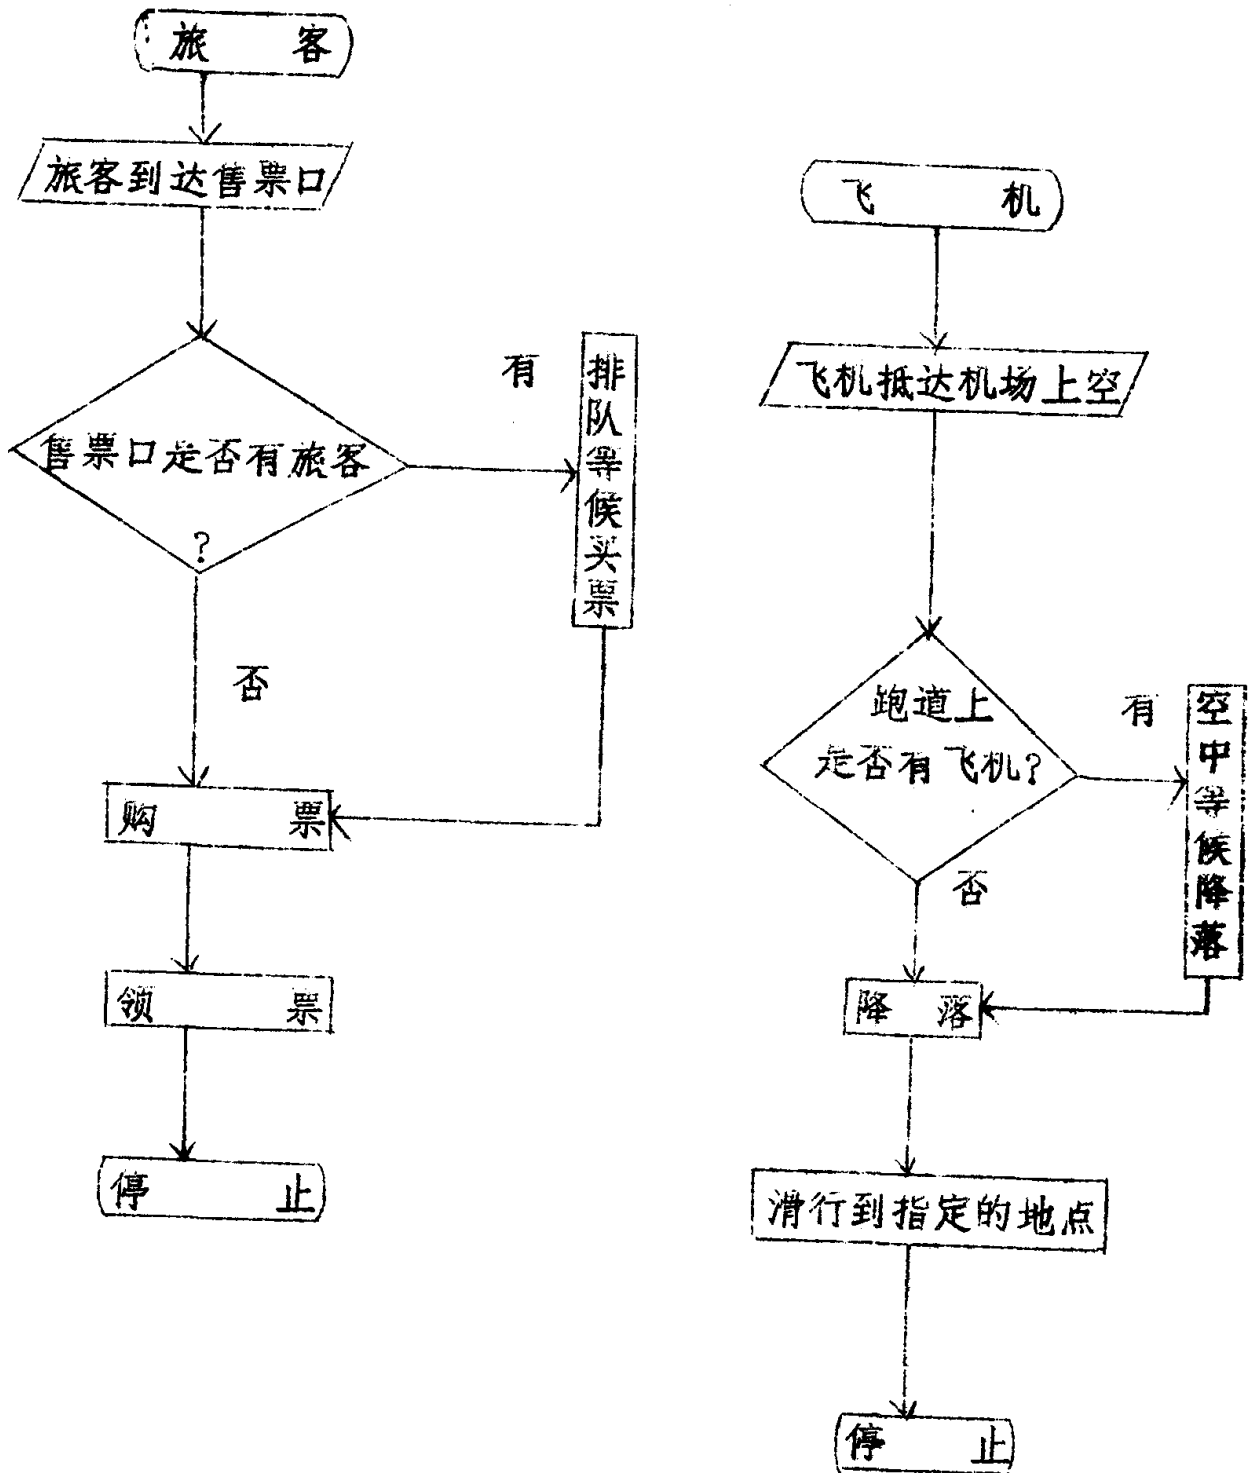 旅 客
旅客到达售票口
售票口是否有旅客
?
有
排队等候买票
否
购 票
领 票
停 止
飞 机
飞机抵达机场上空
跑道上
是否有飞机?
有
空中等候降落
否
降 落
滑行到指定的地点
停 止